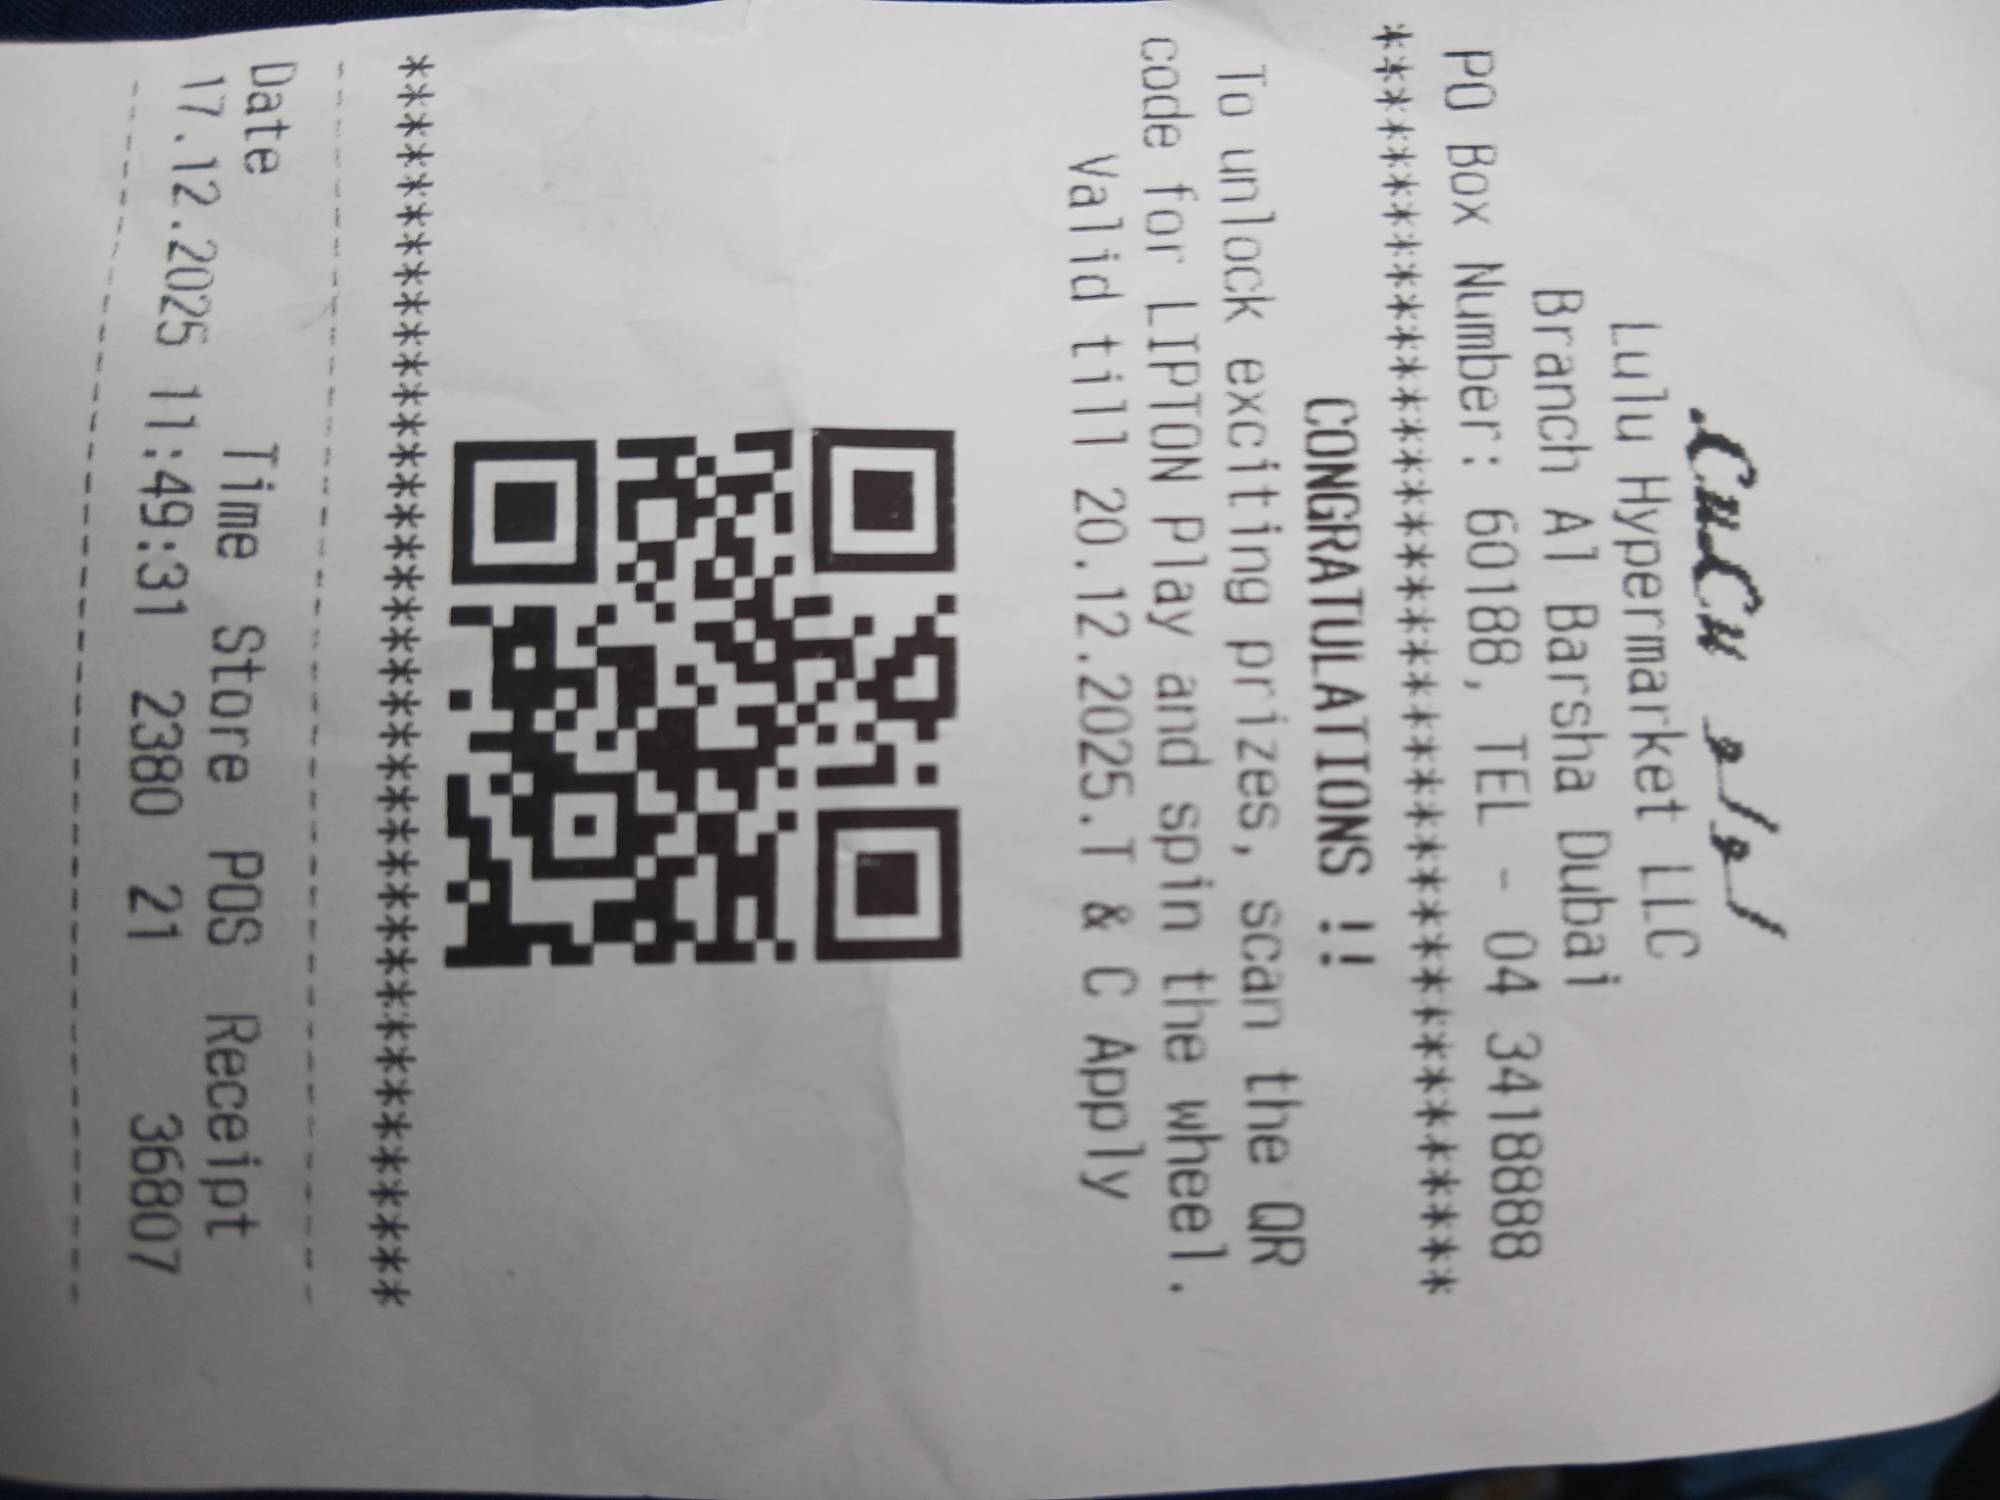 LuLu لولو
Lulu Hypermarket LLC
Branch Al Barsha Dubai
PO Box Number: 60188, TEL - 04 3418888
*******************************************
CONGRATULATIONS !!
To unlock exciting prizes, scan the QR
code for LIPTON Play and spin the wheel.
Valid till 20.12.2025.T & C Apply
*******************************************
------------------------------------------
Date Time Store POS Receipt
17.12.2025 11:49:31 2380 21 36807
------------------------------------------